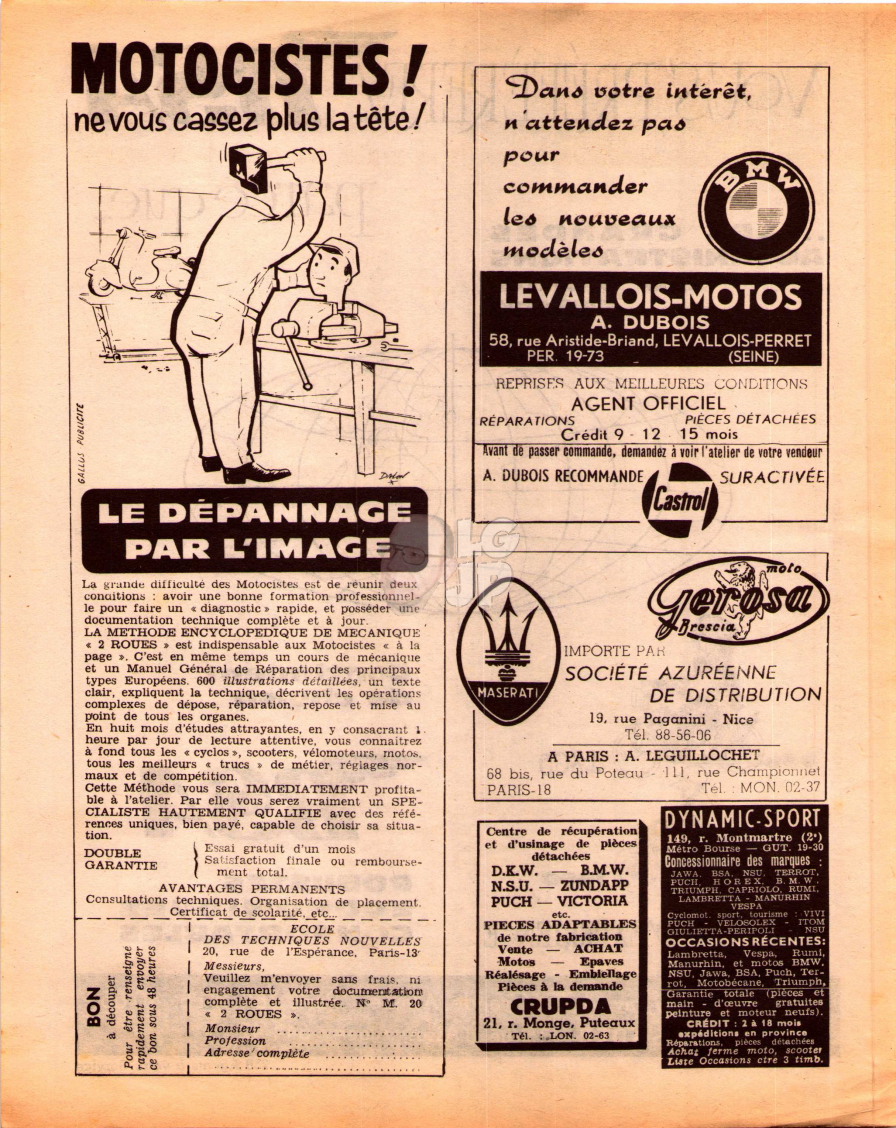 MOTOCISTES !
ne vous cassez plus la tête !
GALLUS PUBLICITE
LE DÉPANNAGE
PAR L'IMAGE
La grande difficulté des Motocistes est de réunir deux
conditions : avoir une bonne formation professionnel-
le pour faire un « diagnostic » rapide, et posséder une
documentation technique complète et à jour.
LA METHODE ENCYCLOPEDIQUE DE MECANIQUE
« 2 ROUES » est indispensable aux Motocistes « à la
page ». C'est en même temps un cours de mécanique
et un Manuel Général de Réparation des principaux
types Européens. 600 illustrations détaillées, un texte
clair, expliquent la technique, décrivent les opérations
complexes de dépose, réparation, repose et mise au
point de tous les organes.
En huit mois d'études attrayantes, en y consacrant 1
heure par jour de lecture attentive, vous connaîtrez
à fond tous les « cyclos », scooters, vélomoteurs, motos,
tous les meilleurs « trucs » de métier, réglages nor-
maux et de compétition.
Cette Méthode vous sera IMMEDIATEMENT profita-
ble à l'atelier. Par elle vous serez vraiment un SPE-
CIALISTE HAUTEMENT QUALIFIE avec des réfé-
rences uniques, bien payé, capable de choisir sa situa-
tion.
DOUBLE
GARANTIE
Essai gratuit d'un mois
Satisfaction finale ou rembourse-
ment total.
AVANTAGES PERMANENTS
Consultations techniques. Organisation de placement.
Certificat de scolarité, etc...
BON
à découper
Pour être renseigné
rapidement envoyer
ce bon sous 48 heures
ECOLE
DES TECHNIQUES NOUVELLES
20, rue de l'Espérance, Paris-13e
Messieurs,
Veuillez m'envoyer sans frais, ni
engagement votre documentation
complète et illustrée. N° M. 20
« 2 ROUES ».
Monsieur
Profession
Adresse complète
Dans votre intérêt,
n'attendez pas
pour
commander
les nouveaux
modèles
BMW
LEVALLOIS-MOTOS
A. DUBOIS
58, rue Aristide-Briand, LEVALLOIS-PERRET
PER. 19-73 (SEINE)
REPRISES AUX MEILLEURES CONDITIONS
AGENT OFFICIEL
RÉPARATIONS PIÈCES DÉTACHÉES
Crédit 9 - 12 15 mois
Avant de passer commande, demandez à voir l'atelier de votre vendeur
A. DUBOIS RECOMMANDE Castrol SURACTIVÉE
LG
JP
MASERATI
moto
Gerosa
Brescia
IMPORTE PAR
SOCIÉTÉ AZURÉENNE
DE DISTRIBUTION
19, rue Paganini - Nice
Tél. 88-56-06
A PARIS : A. LEGUILLOCHET
68 bis, rue du Poteau - 111, rue Championnet
PARIS-18 Tél. : MON. 02-37
Centre de récupération
et d'usinage de pièces
détachées
D.K.W. — B.M.W.
N.S.U. — ZUNDAPP
PUCH — VICTORIA
etc.
PIECES ADAPTABLES
de notre fabrication
Vente — ACHAT
Motos — Epaves
Réalésage - Embiellage
Pièces à la demande
CRUPDA
21, r. Monge, Puteaux
Tél. : LON. 02-63
DYNAMIC-SPORT
149, r. Montmartre (2e)
Métro Bourse — GUT. 19-30
Concessionnaire des marques :
JAWA, BSA, NSU, TERROT,
PUCH, HOREX, B.M.W.,
TRIUMPH, CAPRIOLO, RUMI,
LAMBRETTA - MANURHIN
VESPA
Cyclomot. sport, tourisme : VIVI
PUCH - VELOSOLEX - ITOM
GIULIETTA-PERIPOLI - NSU
OCCASIONS RÉCENTES:
Lambretta, Vespa, Rumi,
Manurhin, et motos BMW,
NSU, Jawa, BSA, Puch, Ter-
rot, Motobécane, Triumph,
Garantie totale (pièces et
main - d'œuvre gratuites
peinture et moteur neufs).
CRÉDIT : 2 à 18 mois
expéditions en province
Réparations, pièces détachées
Achat ferme moto, scooter
Liste Occasions ctre 3 timb.